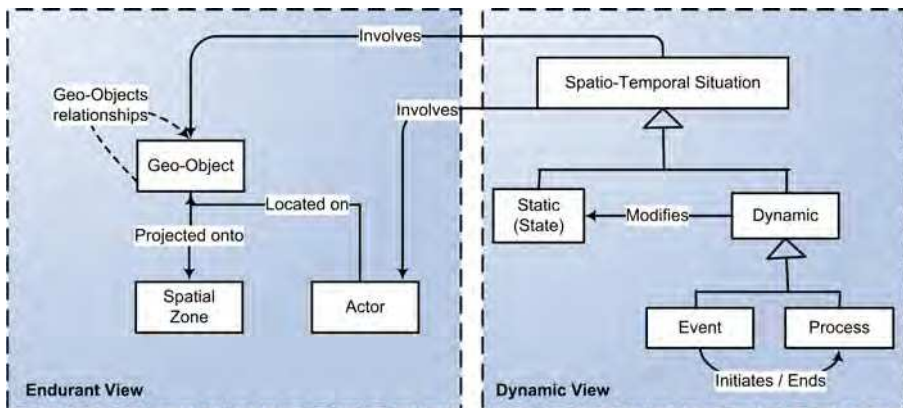 Involves
Spatio-Temporal Situation
Geo-Objects
relationships
Involves
Geo-Object
Located on
Static
(State)
Modifies
Dynamic
Projected onto
Spatial
Zone
Actor
Event
Process
Initiates / Ends
Endurant View
Dynamic View